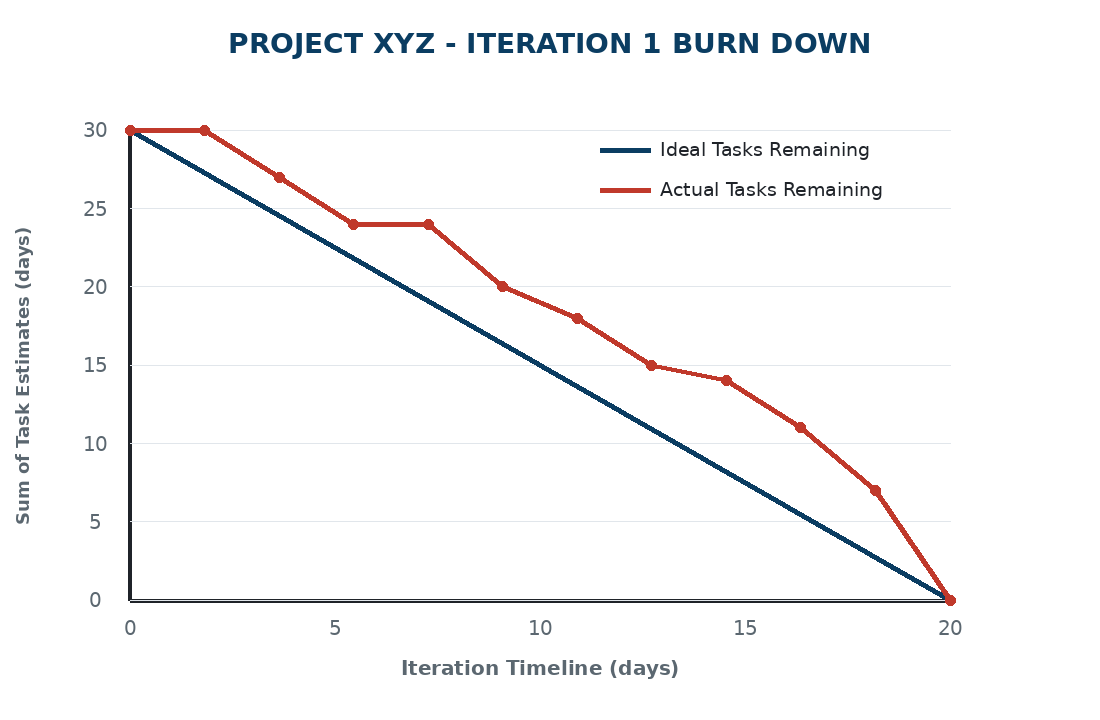 PROJECT XYZ - ITERATION 1 BURN DOWN
Ideal Tasks Remaining
Actual Tasks Remaining
Sum of Task Estimates (days)
30
25
20
15
10
5
0
0 5 10 15 20
Iteration Timeline (days)